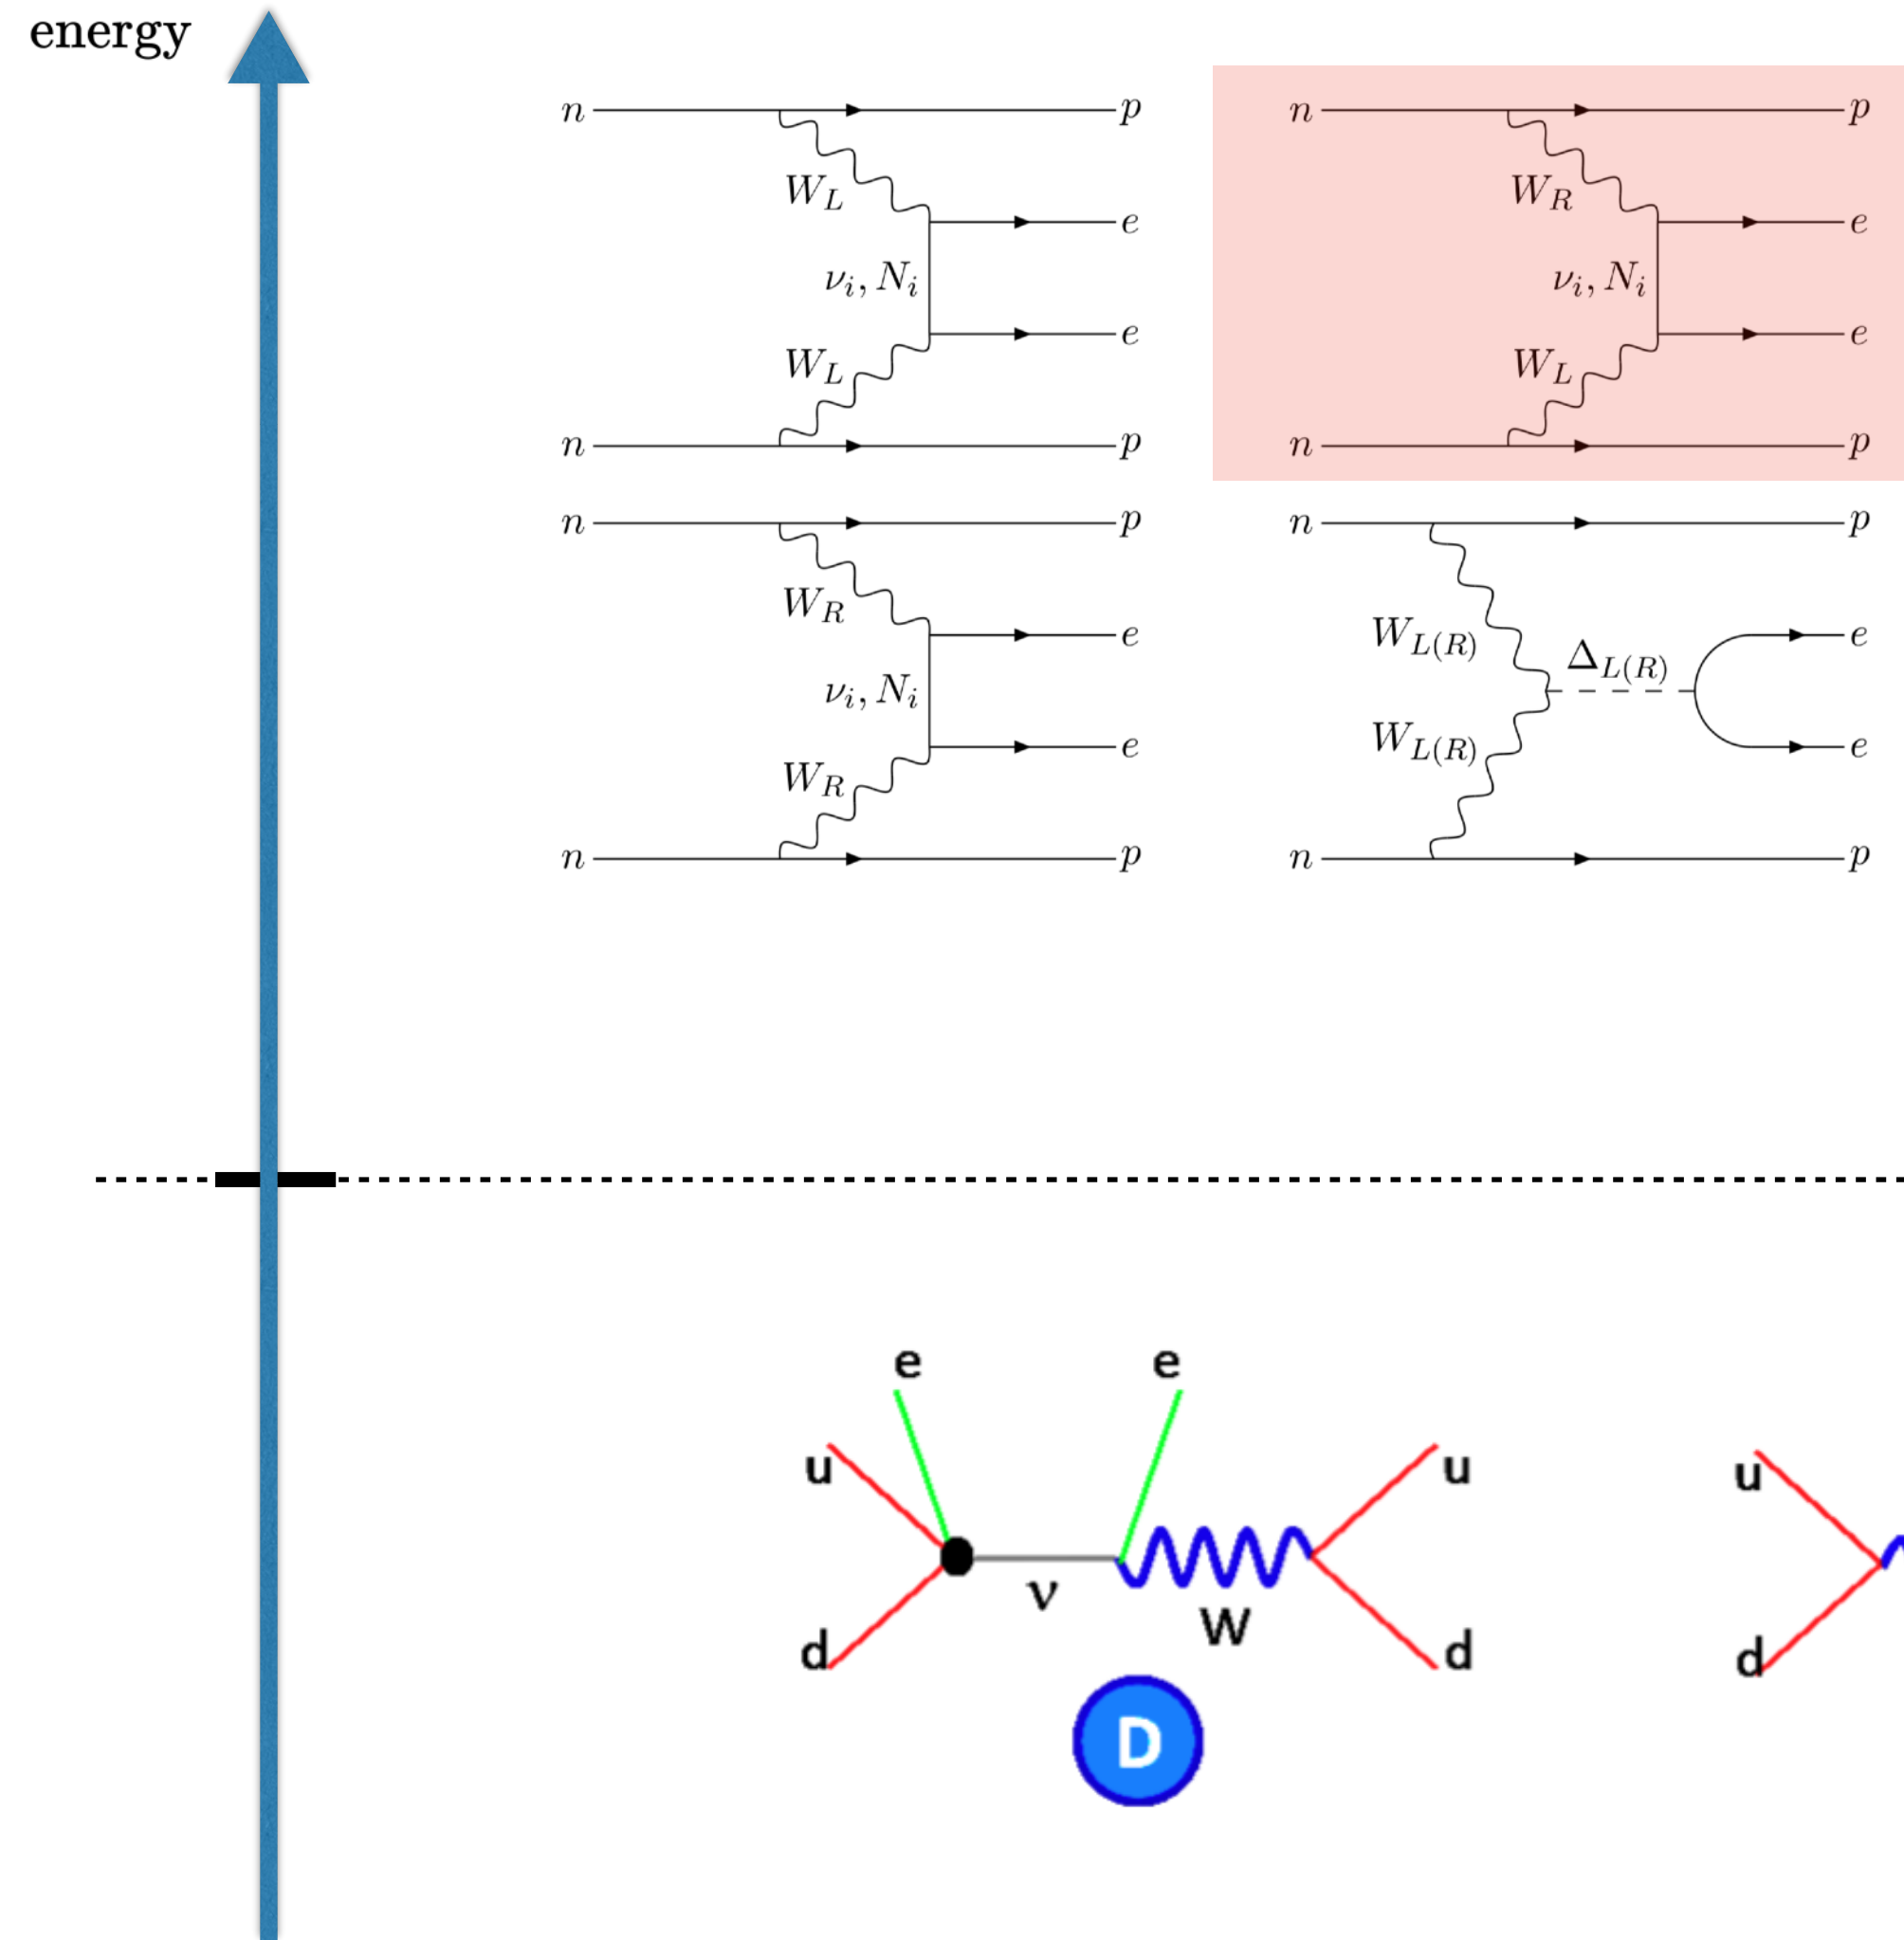 energy
n p n p
W_L W_R
e e
ν_i, N_i ν_i, N_i
e e
W_L W_L
n p n p
n p n p
W_R W_{L(R)}
e Δ_{L(R)} e
ν_i, N_i
e W_{L(R)} e
W_R
n p n p
e e
u u u
ν
W
d d d
D